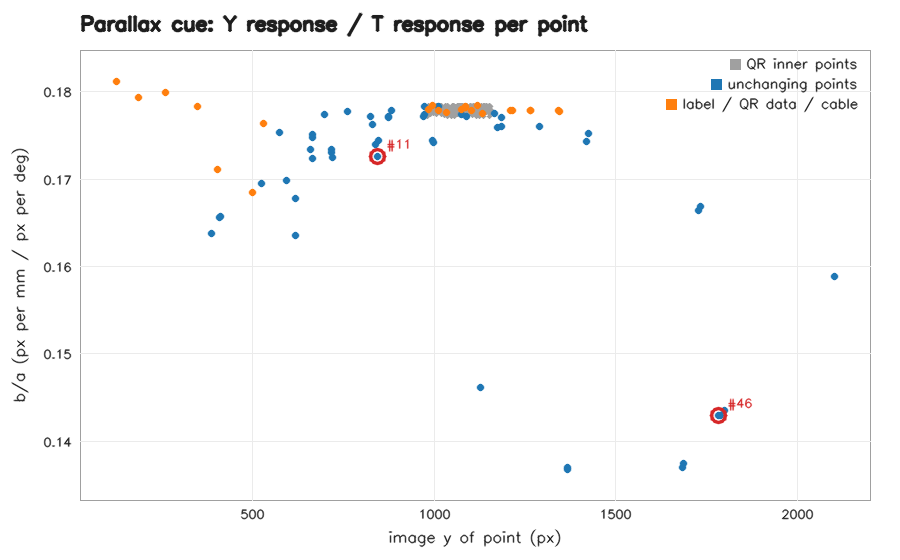 Parallax cue: Y response / T response per point
QR inner points
unchanging points
label / QR data / cable
0.18
0.17
0.16
0.15
0.14
#11
#46
500
1000
1500
2000
image y of point (px)
b/a (px per mm / px per deg)